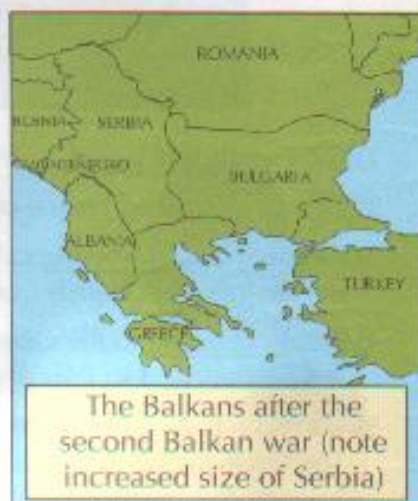 ROMANIA
BOSNIA
SERBIA
MONTENEGRO
BULGARIA
ALBANIA
TURKEY
GREECE
The Balkans after the
second Balkan war (note
increased size of Serbia)